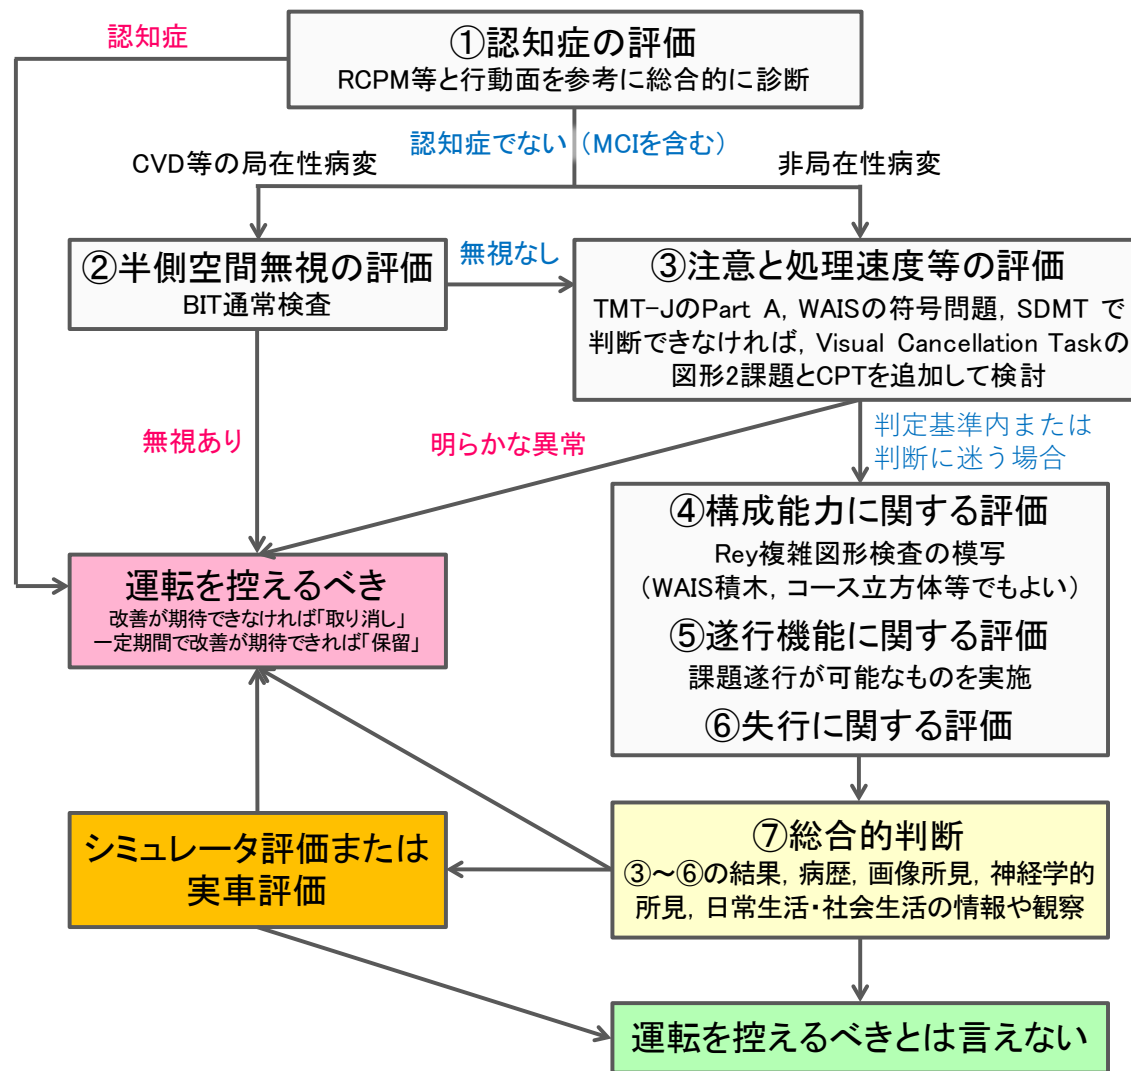 認知症
①認知症の評価
RCPM等と行動面を参考に総合的に診断
認知症でない（MCIを含む）
CVD等の局在性病変
非局在性病変
②半側空間無視の評価
BIT通常検査
無視なし
③注意と処理速度等の評価
TMT-JのPart A, WAISの符号問題, SDMT で
判断できなければ, Visual Cancellation Taskの
図形2課題とCPTを追加して検討
無視あり
明らかな異常
判定基準内または
判断に迷う場合
④構成能力に関する評価
Rey複雑図形検査の模写
（WAIS積木, コース立方体等でもよい）
⑤遂行機能に関する評価
課題遂行が可能なものを実施
⑥失行に関する評価
運転を控えるべき
改善が期待できなければ「取り消し」
一定期間で改善が期待できれば「保留」
シミュレータ評価または
実車評価
⑦総合的判断
③～⑥の結果, 病歴, 画像所見, 神経学的
所見, 日常生活・社会生活の情報や観察
運転を控えるべきとは言えない